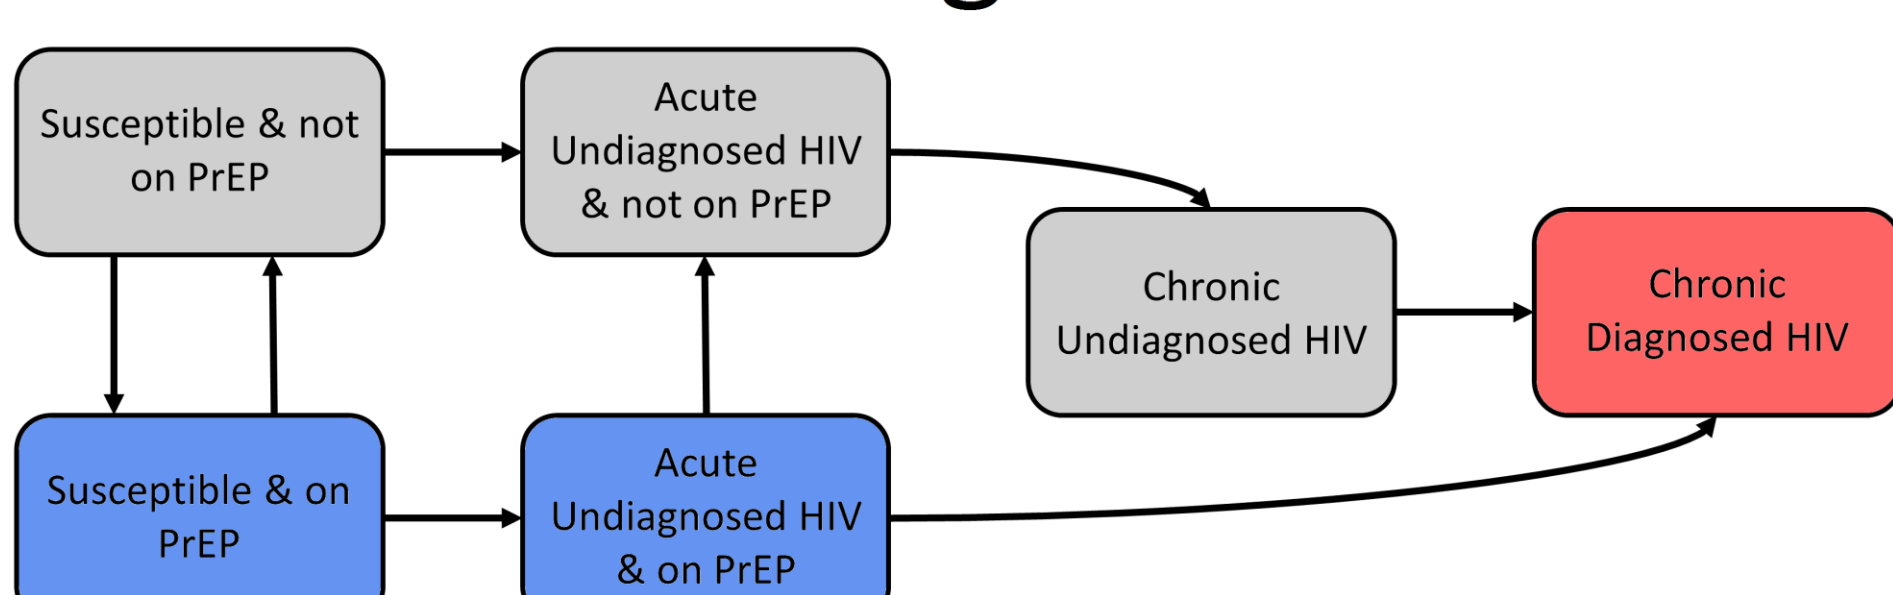 Susceptible & not
on PrEP
Acute
Undiagnosed HIV
& not on PrEP
Chronic
Undiagnosed HIV
Chronic
Diagnosed HIV
Susceptible & on
PrEP
Acute
Undiagnosed HIV
& on PrEP